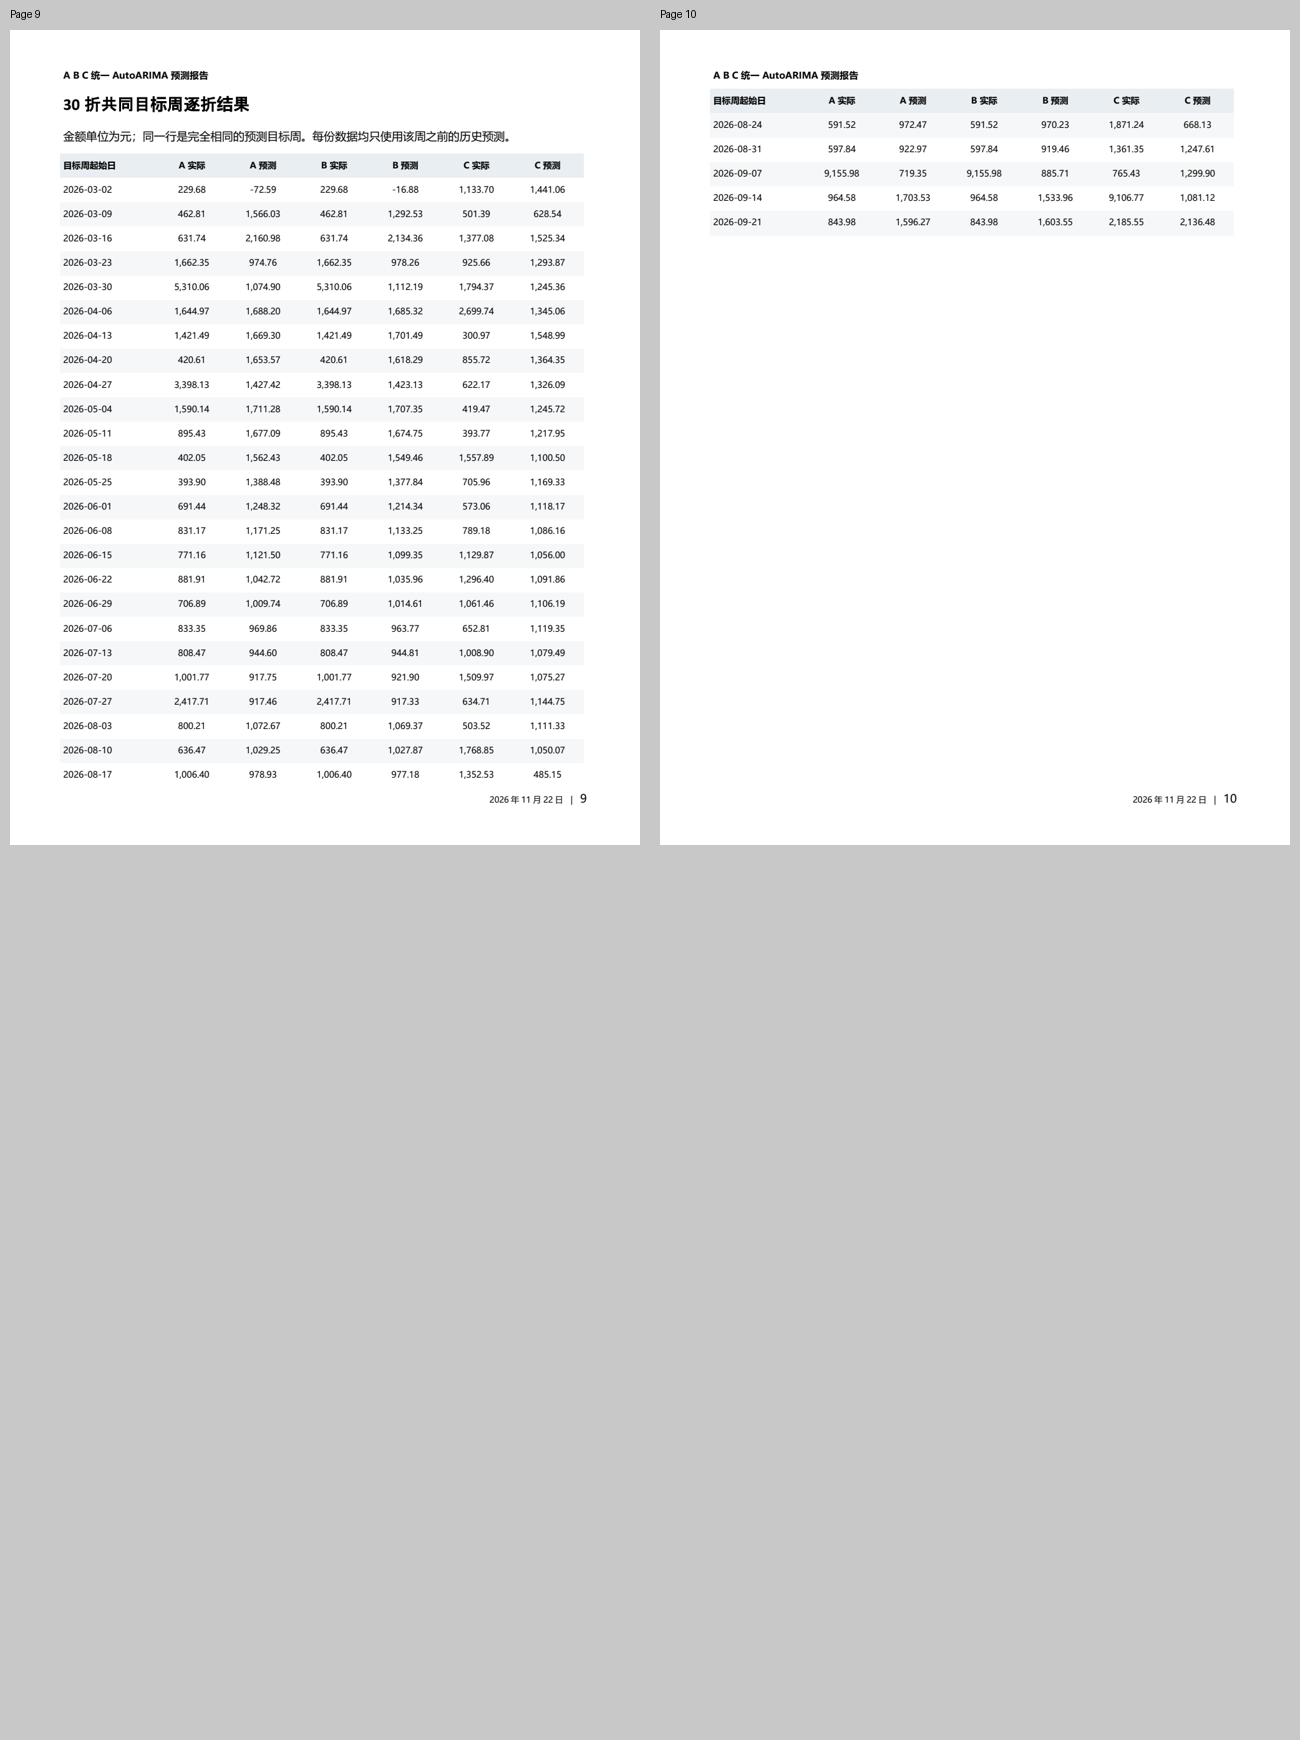 Page 9
A B C 统一 AutoARIMA 预测报告
30 折共同目标周逐折结果
金额单位为元；同一行是完全相同的预测目标周。每份数据均只使用该周之前的历史预测。
目标周起始日 A 实际 A 预测 B 实际 B 预测 C 实际 C 预测
2026-03-02 229.68 -72.59 229.68 -16.88 1,133.70 1,441.06
2026-03-09 462.81 1,566.03 462.81 1,292.53 501.39 628.54
2026-03-16 631.74 2,160.98 631.74 2,134.36 1,377.08 1,525.34
2026-03-23 1,662.35 974.76 1,662.35 978.26 925.66 1,293.87
2026-03-30 5,310.06 1,074.90 5,310.06 1,112.19 1,794.37 1,245.36
2026-04-06 1,644.97 1,688.20 1,644.97 1,685.32 2,699.74 1,345.06
2026-04-13 1,421.49 1,669.30 1,421.49 1,701.49 300.97 1,548.99
2026-04-20 420.61 1,653.57 420.61 1,618.29 855.72 1,364.35
2026-04-27 3,398.13 1,427.42 3,398.13 1,423.13 622.17 1,326.09
2026-05-04 1,590.14 1,711.28 1,590.14 1,707.35 419.47 1,245.72
2026-05-11 895.43 1,677.09 895.43 1,674.75 393.77 1,217.95
2026-05-18 402.05 1,562.43 402.05 1,549.46 1,557.89 1,100.50
2026-05-25 393.90 1,388.48 393.90 1,377.84 705.96 1,169.33
2026-06-01 691.44 1,248.32 691.44 1,214.34 573.06 1,118.17
2026-06-08 831.17 1,171.25 831.17 1,133.25 789.18 1,086.16
2026-06-15 771.16 1,121.50 771.16 1,099.35 1,129.87 1,056.00
2026-06-22 881.91 1,042.72 881.91 1,035.96 1,296.40 1,091.86
2026-06-29 706.89 1,009.74 706.89 1,014.61 1,061.46 1,106.19
2026-07-06 833.35 969.86 833.35 963.77 652.81 1,119.35
2026-07-13 808.47 944.60 808.47 944.81 1,008.90 1,079.49
2026-07-20 1,001.77 917.75 1,001.77 921.90 1,509.97 1,075.27
2026-07-27 2,417.71 917.46 2,417.71 917.33 634.71 1,144.75
2026-08-03 800.21 1,072.67 800.21 1,069.37 503.52 1,111.33
2026-08-10 636.47 1,029.25 636.47 1,027.87 1,768.85 1,050.07
2026-08-17 1,006.40 978.93 1,006.40 977.18 1,352.53 485.15
2026 年 11 月 22 日 | 9
Page 10
A B C 统一 AutoARIMA 预测报告
目标周起始日 A 实际 A 预测 B 实际 B 预测 C 实际 C 预测
2026-08-24 591.52 972.47 591.52 970.23 1,871.24 668.13
2026-08-31 597.84 922.97 597.84 919.46 1,361.35 1,247.61
2026-09-07 9,155.98 719.35 9,155.98 885.71 765.43 1,299.90
2026-09-14 964.58 1,703.53 964.58 1,533.96 9,106.77 1,081.12
2026-09-21 843.98 1,596.27 843.98 1,603.55 2,185.55 2,136.48
2026 年 11 月 22 日 | 10